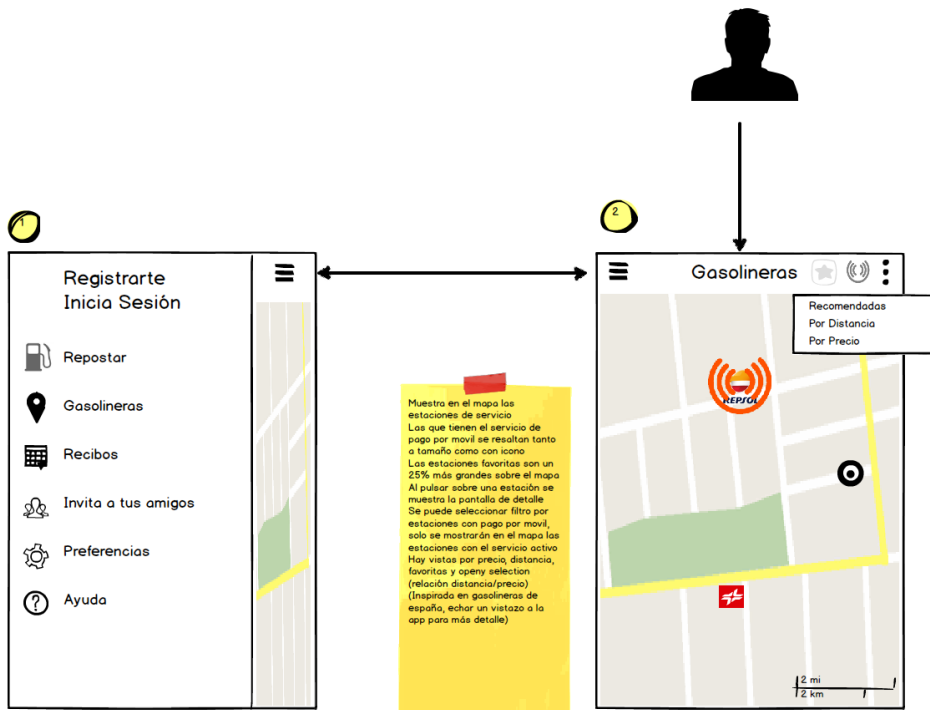 1
Registrarte
Inicia Sesión
Repostar
Gasolineras
Recibos
Invita a tus amigos
Preferencias
Ayuda
Muestra en el mapa las
estaciones de servicio
Las que tienen el servicio de
pago por movil se resaltan tanto
a tamaño como con icono
Las estaciones favoritas son un
25% más grandes sobre el mapa
Al pulsar sobre una estación se
muestra la pantalla de detalle
Se puede seleccionar filtro por
estaciones con pago por movil,
solo se mostrarán en el mapa las
estaciones con el servicio activo
Hay vistas por precio, distancia,
favoritas y openy selection
(relación distancia/precio)
(Inspirada en gasolineras de
españa, echar un vistazo a la
app para más detalle)
2
Gasolineras
Recomendadas
Por Distancia
Por Precio
REPSOL
2 mi
2 km